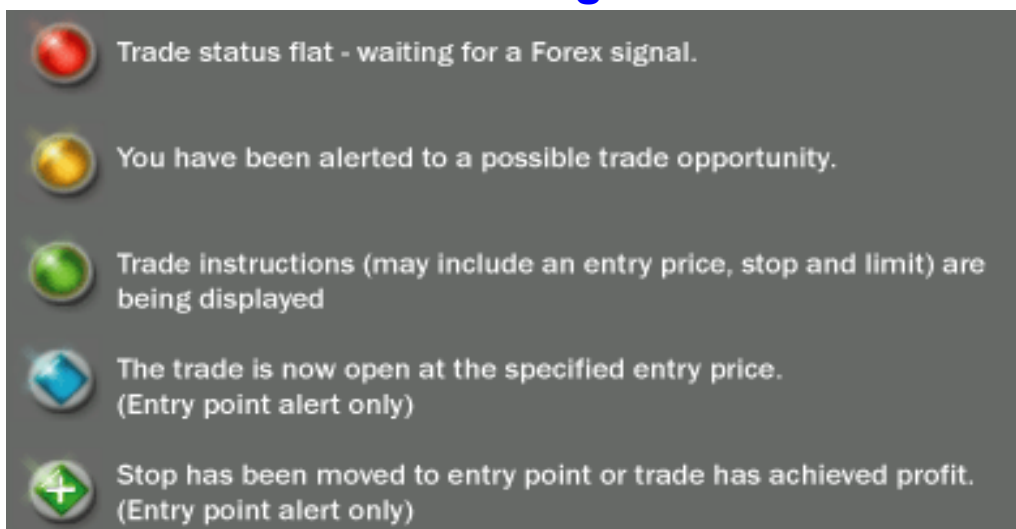 Trade status flat - waiting for a Forex signal.
You have been alerted to a possible trade opportunity.
Trade instructions (may include an entry price, stop and limit) are
being displayed
The trade is now open at the specified entry price.
(Entry point alert only)
Stop has been moved to entry point or trade has achieved profit.
(Entry point alert only)